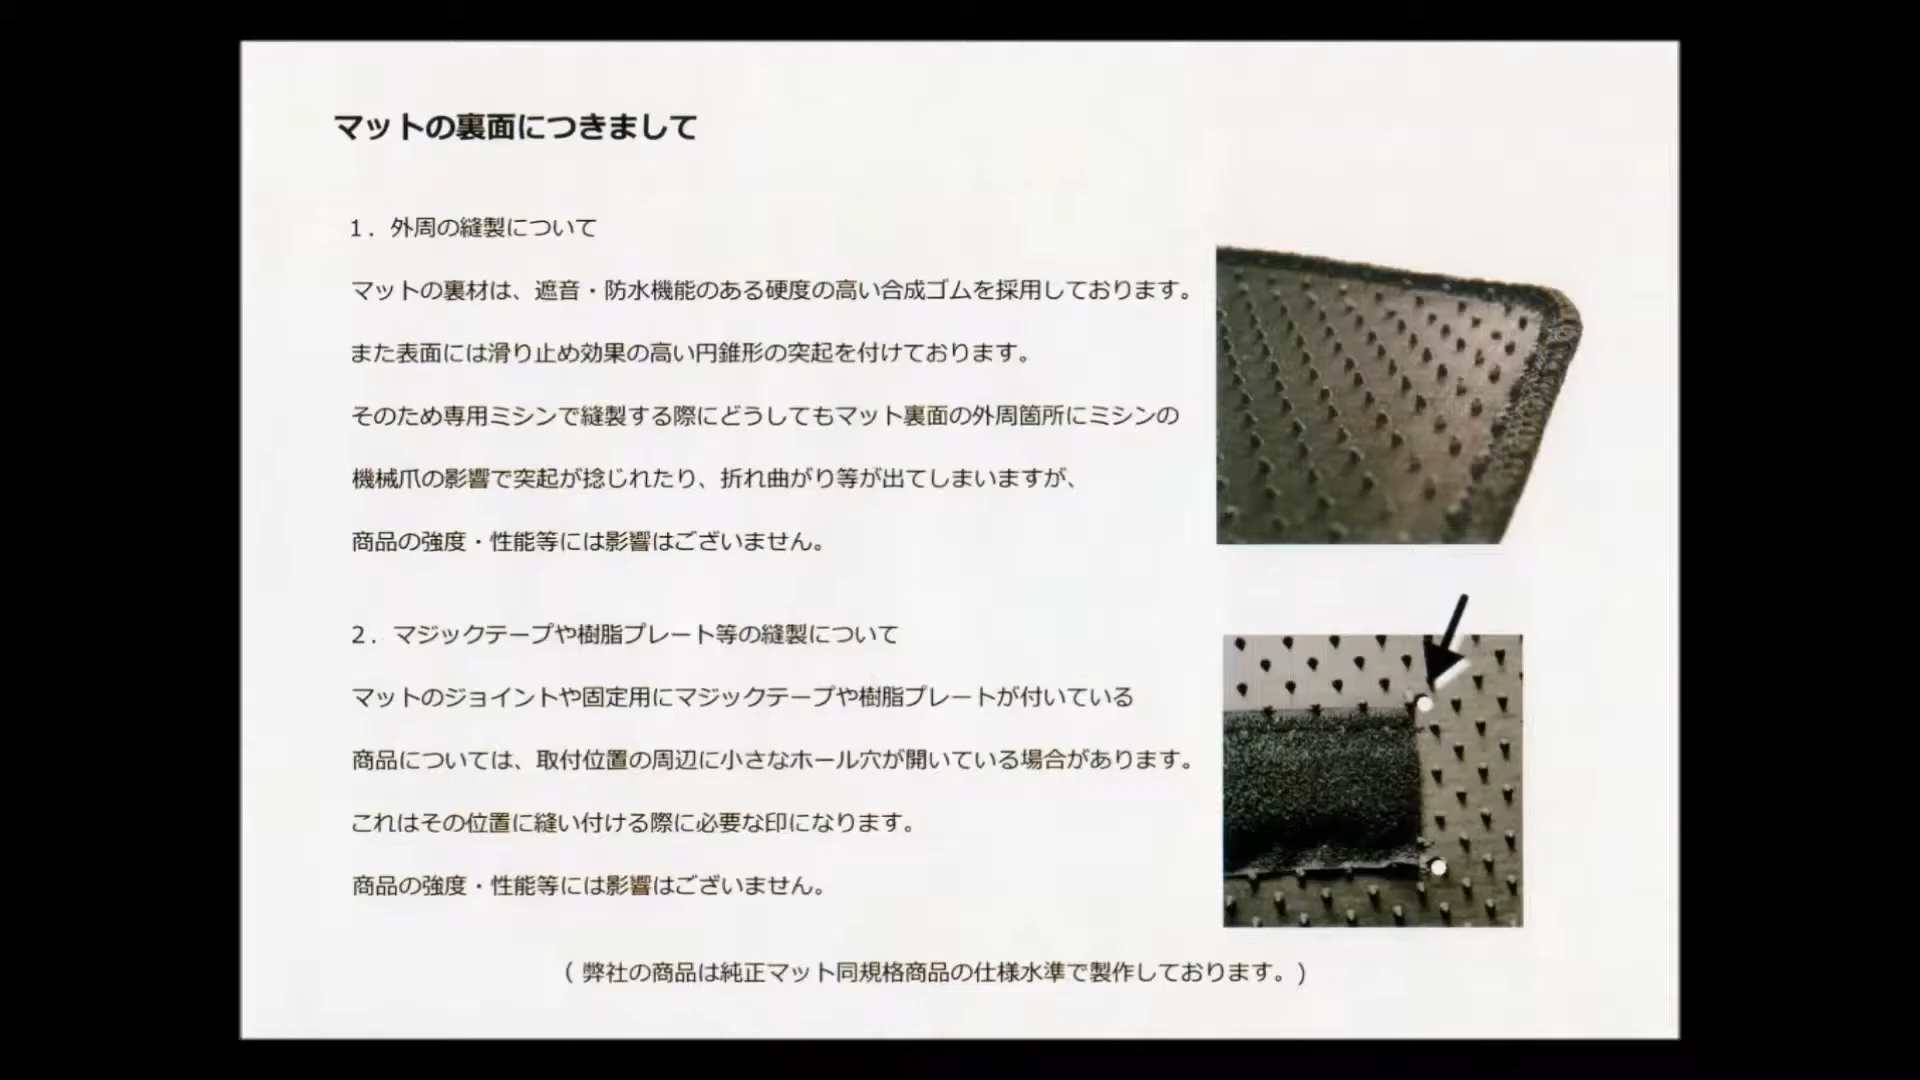 マットの裏面につきまして
1．外周の縫製について
マットの裏材は、遮音・防水機能のある硬度の高い合成ゴムを採用しております。
また表面には滑り止め効果の高い円錐形の突起を付けております。
そのため専用ミシンで縫製する際にどうしてもマット裏面の外周箇所にミシンの
機械爪の影響で突起が捻じれたり、折れ曲がり等が出てしまいますが、
商品の強度・性能等には影響はございません。
2．マジックテープや樹脂プレート等の縫製について
マットのジョイントや固定用にマジックテープや樹脂プレートが付いている
商品については、取付位置の周辺に小さなホール穴が開いている場合があります。
これはその位置に縫い付ける際に必要な印になります。
商品の強度・性能等には影響はございません。
（ 弊社の商品は純正マット同規格商品の仕様水準で製作しております。)